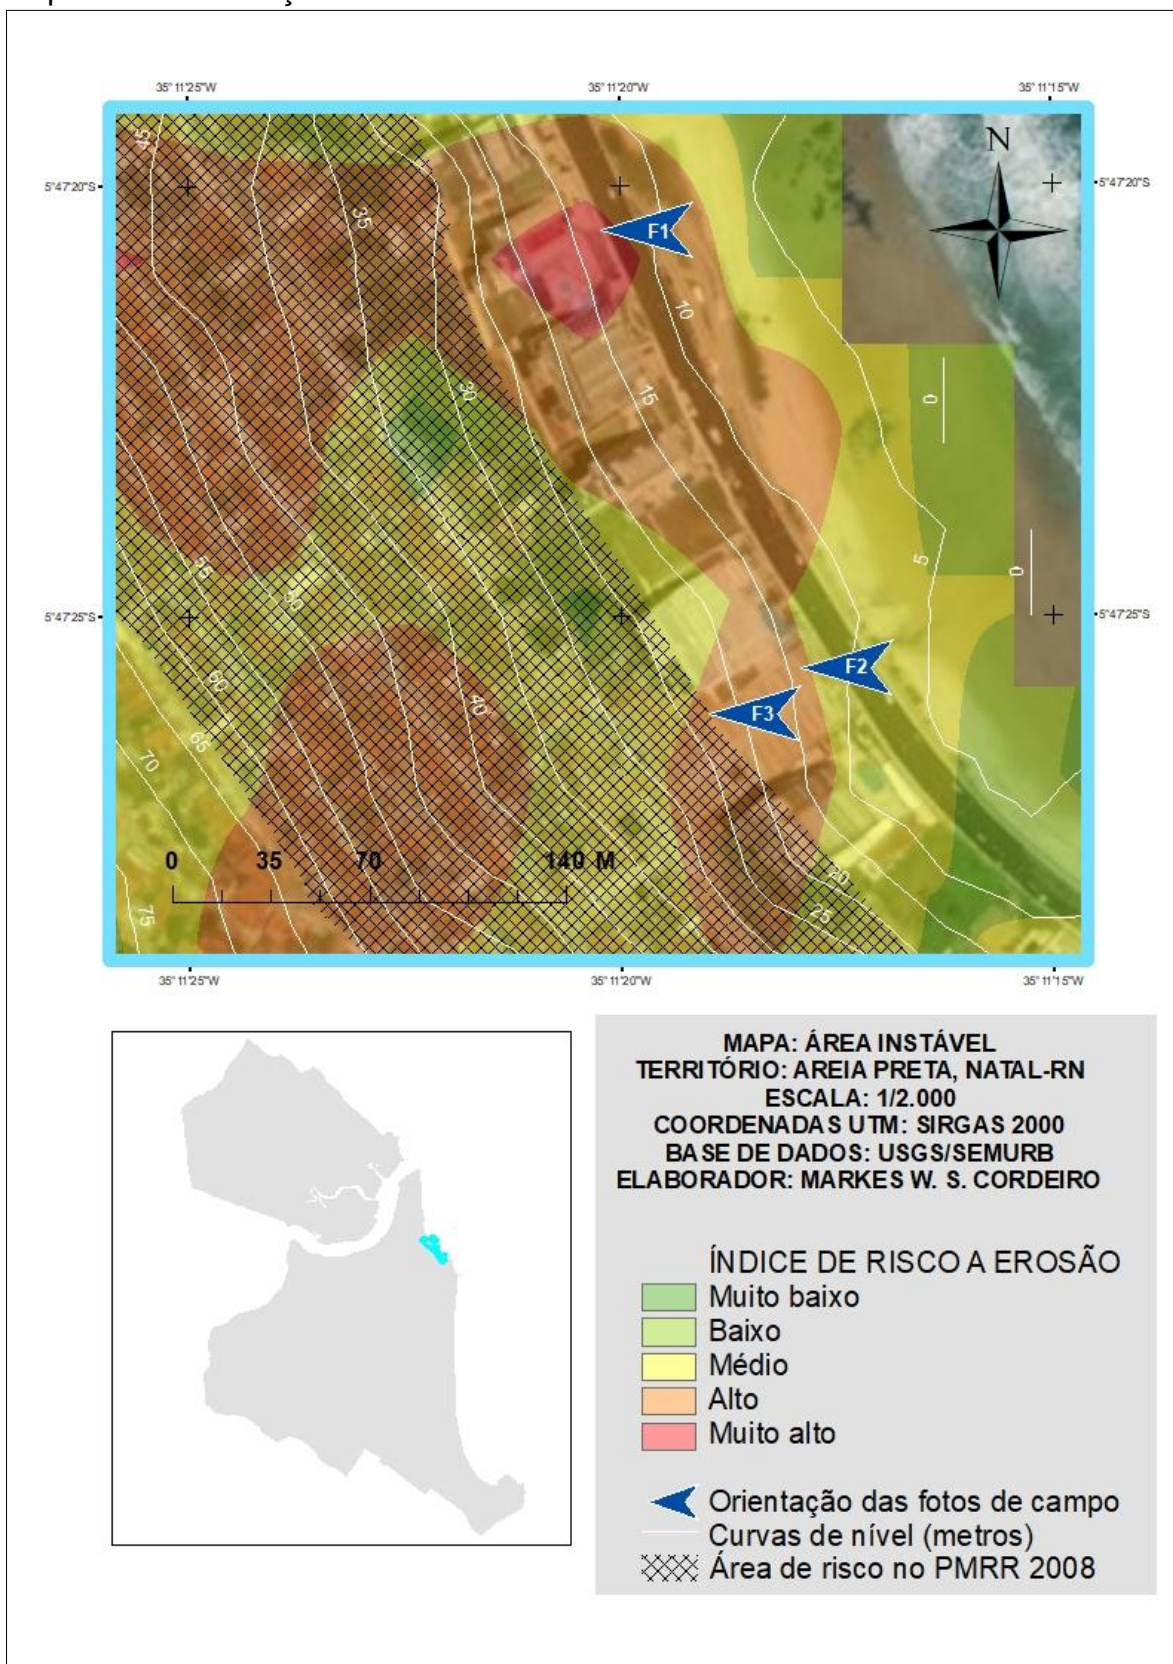 35°11'25"W
35°11'20"W
35°11'15"W
5°47'20"S
5°47'20"S
N
45
35
F1
10
30
15
0
5
55
50
0
5°47'25"S
5°47'25"S
F2
60
40
F3
65
70
0 35 70 140 M
20
25
75
35°11'25"W
35°11'20"W
35°11'15"W
MAPA: ÁREA INSTÁVEL
TERRITÓRIO: AREIA PRETA, NATAL-RN
ESCALA: 1/2.000
COORDENADAS UTM: SIRGAS 2000
BASE DE DADOS: USGS/SEMURB
ELABORADOR: MARKES W. S. CORDEIRO
ÍNDICE DE RISCO A EROSÃO
Muito baixo
Baixo
Médio
Alto
Muito alto
Orientação das fotos de campo
Curvas de nível (metros)
Área de risco no PMRR 2008